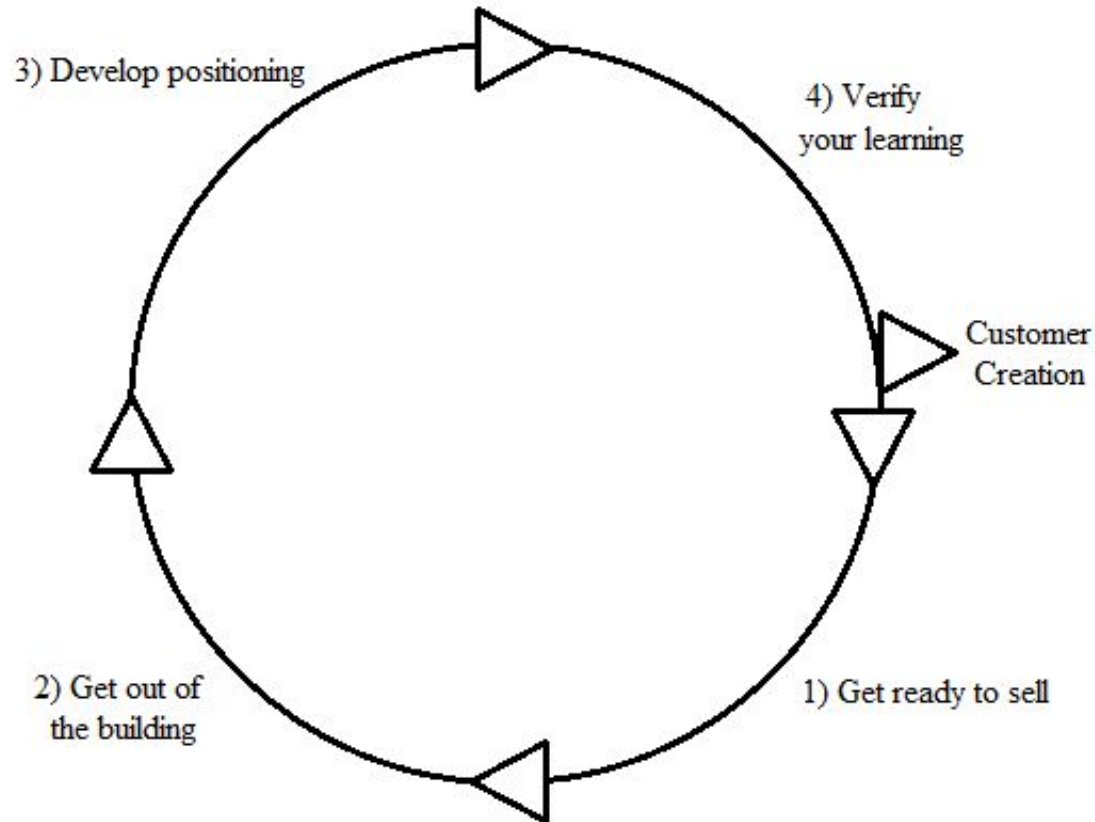 3) Develop positioning
4) Verify
your learning
Customer
Creation
2) Get out of
the building
1) Get ready to sell